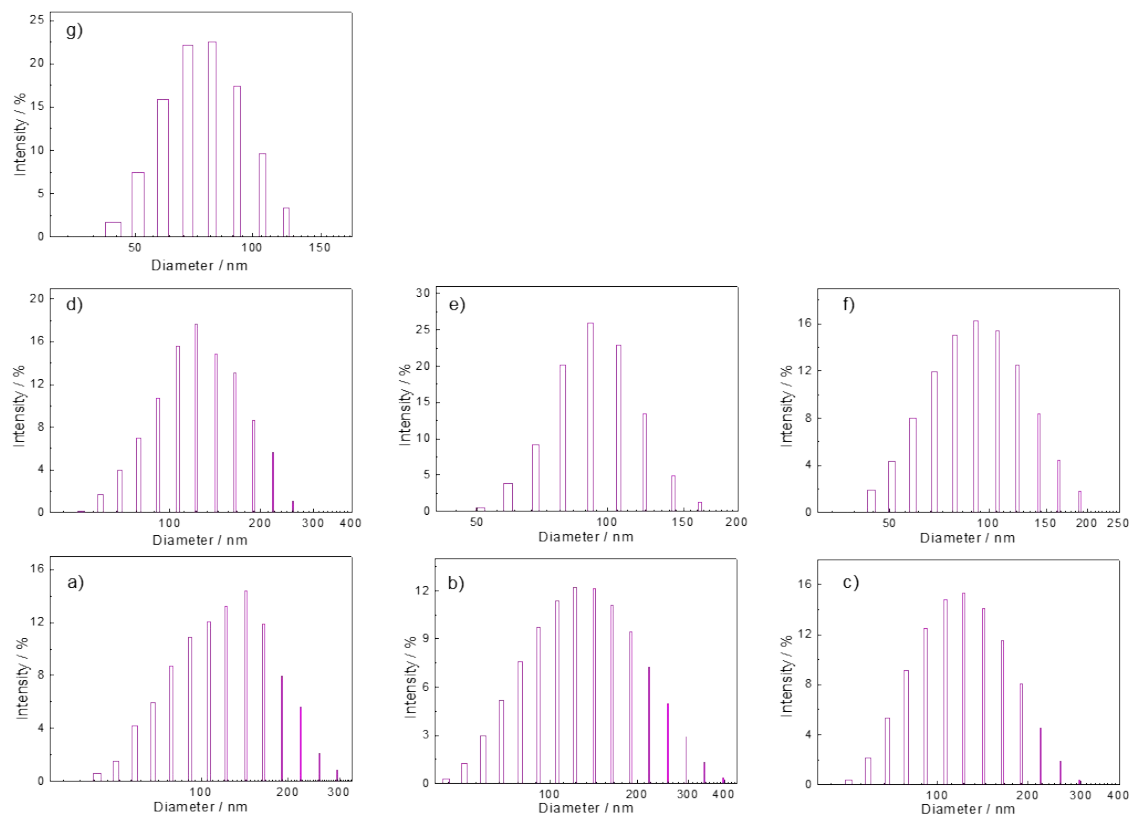 g)
Intensity / %
25
20
15
10
5
0
50 100 150
Diameter / nm
d)
Intensity / %
20
16
12
8
4
0
100 200 300 400
Diameter / nm
e)
Intensity / %
30
25
20
15
10
5
0
50 100 150 200
Diameter / nm
f)
Intensity / %
16
12
8
4
0
50 100 150 200 250
Diameter / nm
a)
Intensity / %
16
12
8
4
0
100 200 300
Diameter / nm
b)
Intensity / %
12
9
6
3
0
100 200 300 400
Diameter / nm
c)
Intensity / %
16
12
8
4
0
100 200 300 400
Diameter / nm